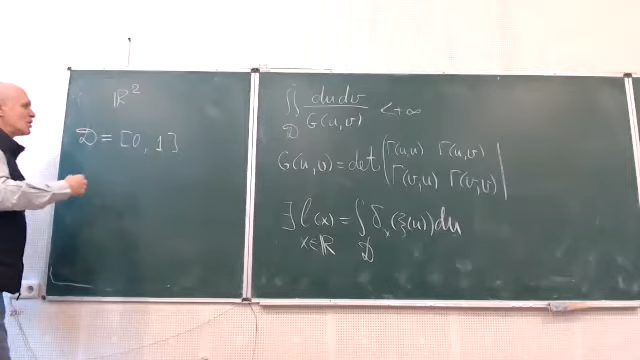 ℝ²
𝒟 = [0, 1]
∬_D du dv / G(u,v) < +∞
G(u,v) = det | Γ(u,u) Γ(u,v)
Γ(v,u) Γ(v,v) |
∃ l(x) = ∫_D δ_x(ξ(u)) du
x∈ℝ